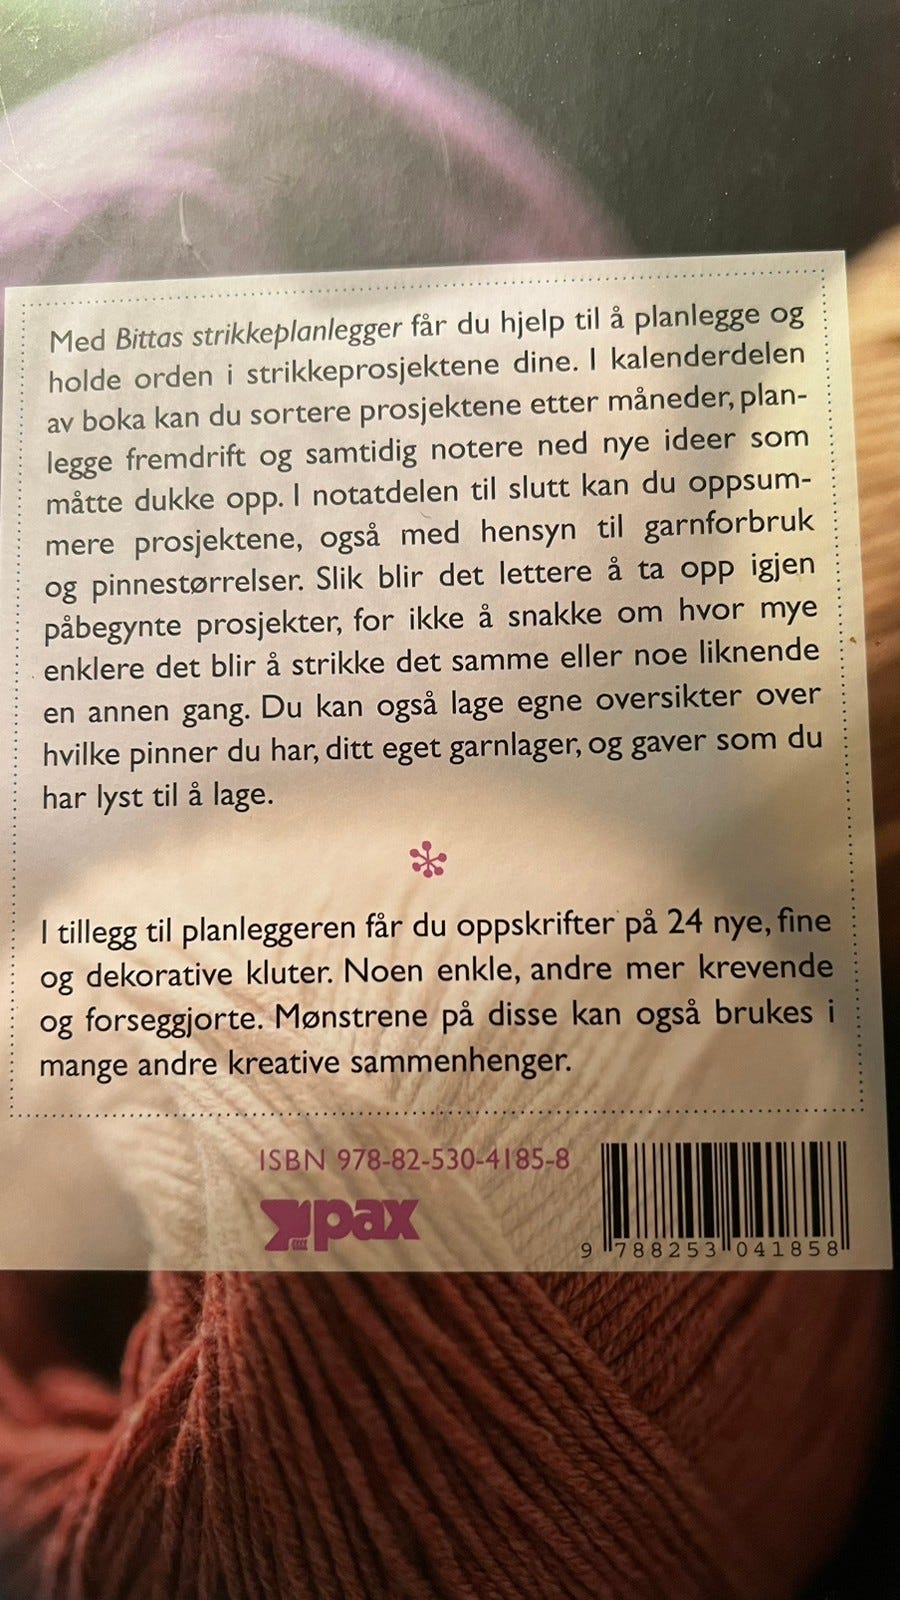 Med Bittas strikkeplanlegger får du hjelp til å planlegge og
holde orden i strikkeprosjektene dine. I kalenderdelen
av boka kan du sortere prosjektene etter måneder, plan-
legge fremdrift og samtidig notere ned nye ideer som
måtte dukke opp. I notatdelen til slutt kan du oppsum-
mere prosjektene, også med hensyn til garnforbruk
og pinnestørrelser. Slik blir det lettere å ta opp igjen
påbegynte prosjekter, for ikke å snakke om hvor mye
enklere det blir å strikke det samme eller noe liknende
en annen gang. Du kan også lage egne oversikter over
hvilke pinner du har, ditt eget garnlager, og gaver som du
har lyst til å lage.
I tillegg til planleggeren får du oppskrifter på 24 nye, fine
og dekorative kluter. Noen enkle, andre mer krevende
og forseggjorte. Mønstrene på disse kan også brukes i
mange andre kreative sammenhenger.
ISBN 978-82-530-4185-8
pax
9 788253 041858